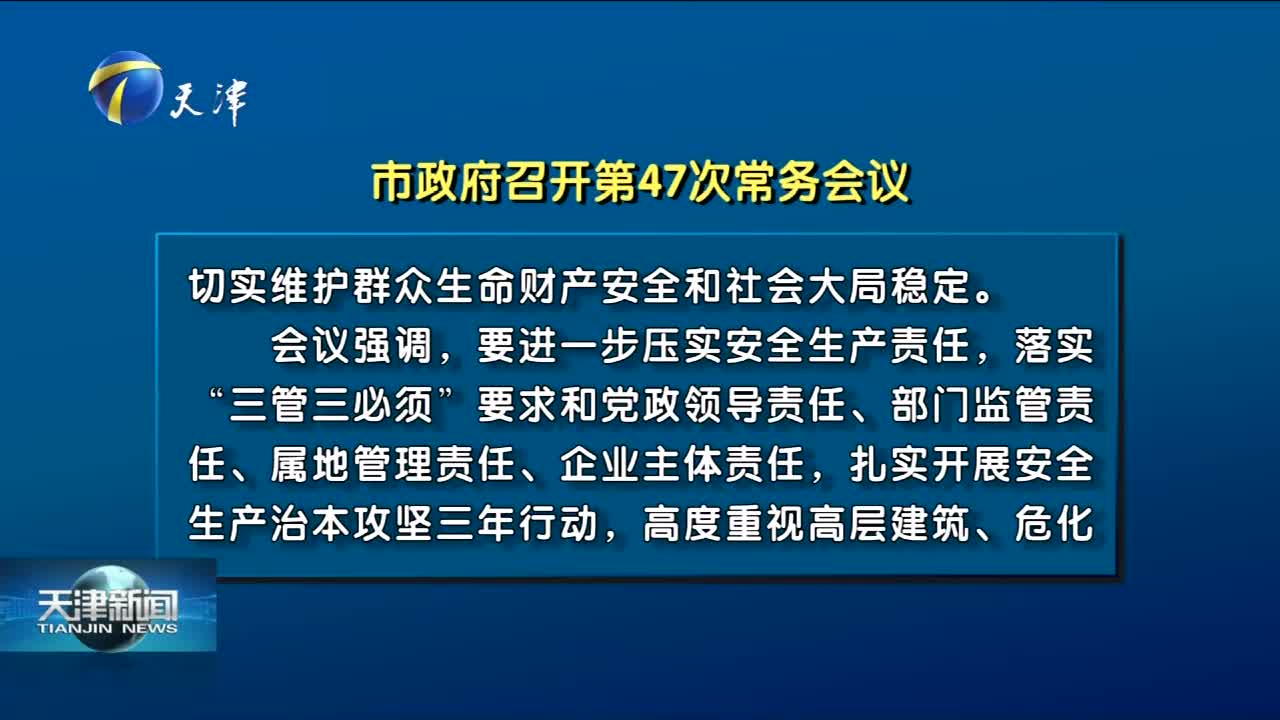 天津
市政府召开第47次常务会议
切实维护群众生命财产安全和社会大局稳定。
会议强调，要进一步压实安全生产责任，落实
“三管三必须”要求和党政领导责任、部门监管责
任、属地管理责任、企业主体责任，扎实开展安全
生产治本攻坚三年行动，高度重视高层建筑、危化
天津新闻
TIANJIN NEWS